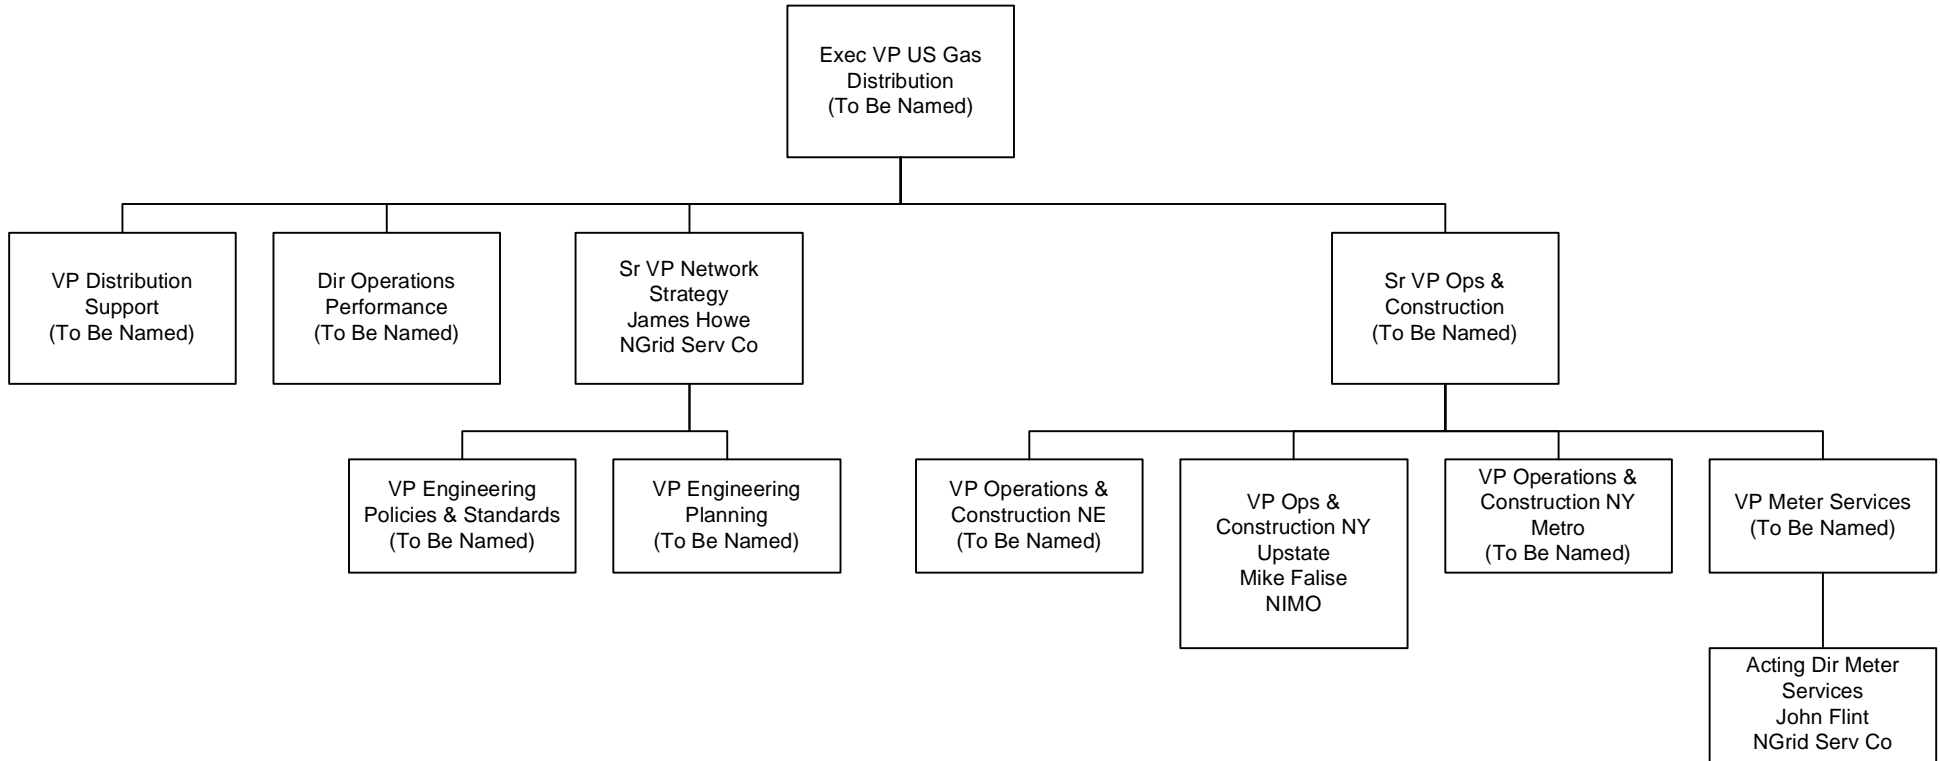 Exec VP US Gas
Distribution
(To Be Named)
VP Distribution
Support
(To Be Named)
Dir Operations
Performance
(To Be Named)
Sr VP Network
Strategy
James Howe
NGrid Serv Co
Sr VP Ops &
Construction
(To Be Named)
VP Engineering
Policies & Standards
(To Be Named)
VP Engineering
Planning
(To Be Named)
VP Operations &
Construction NE
(To Be Named)
VP Ops &
Construction NY
Upstate
Mike Falise
NIMO
VP Operations &
Construction NY
Metro
(To Be Named)
VP Meter Services
(To Be Named)
Acting Dir Meter
Services
John Flint
NGrid Serv Co